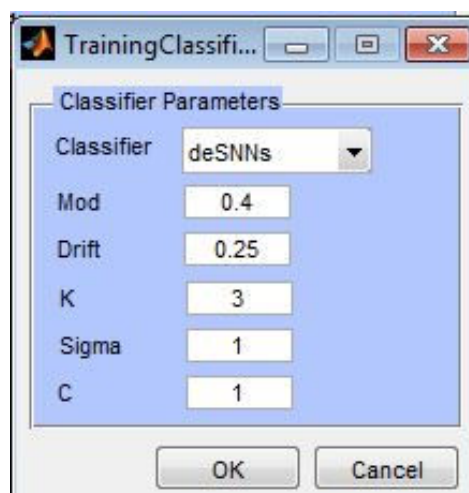 TrainingClassifi...
Classifier Parameters
Classifier deSNNs
Mod 0.4
Drift 0.25
K 3
Sigma 1
C 1
OK Cancel